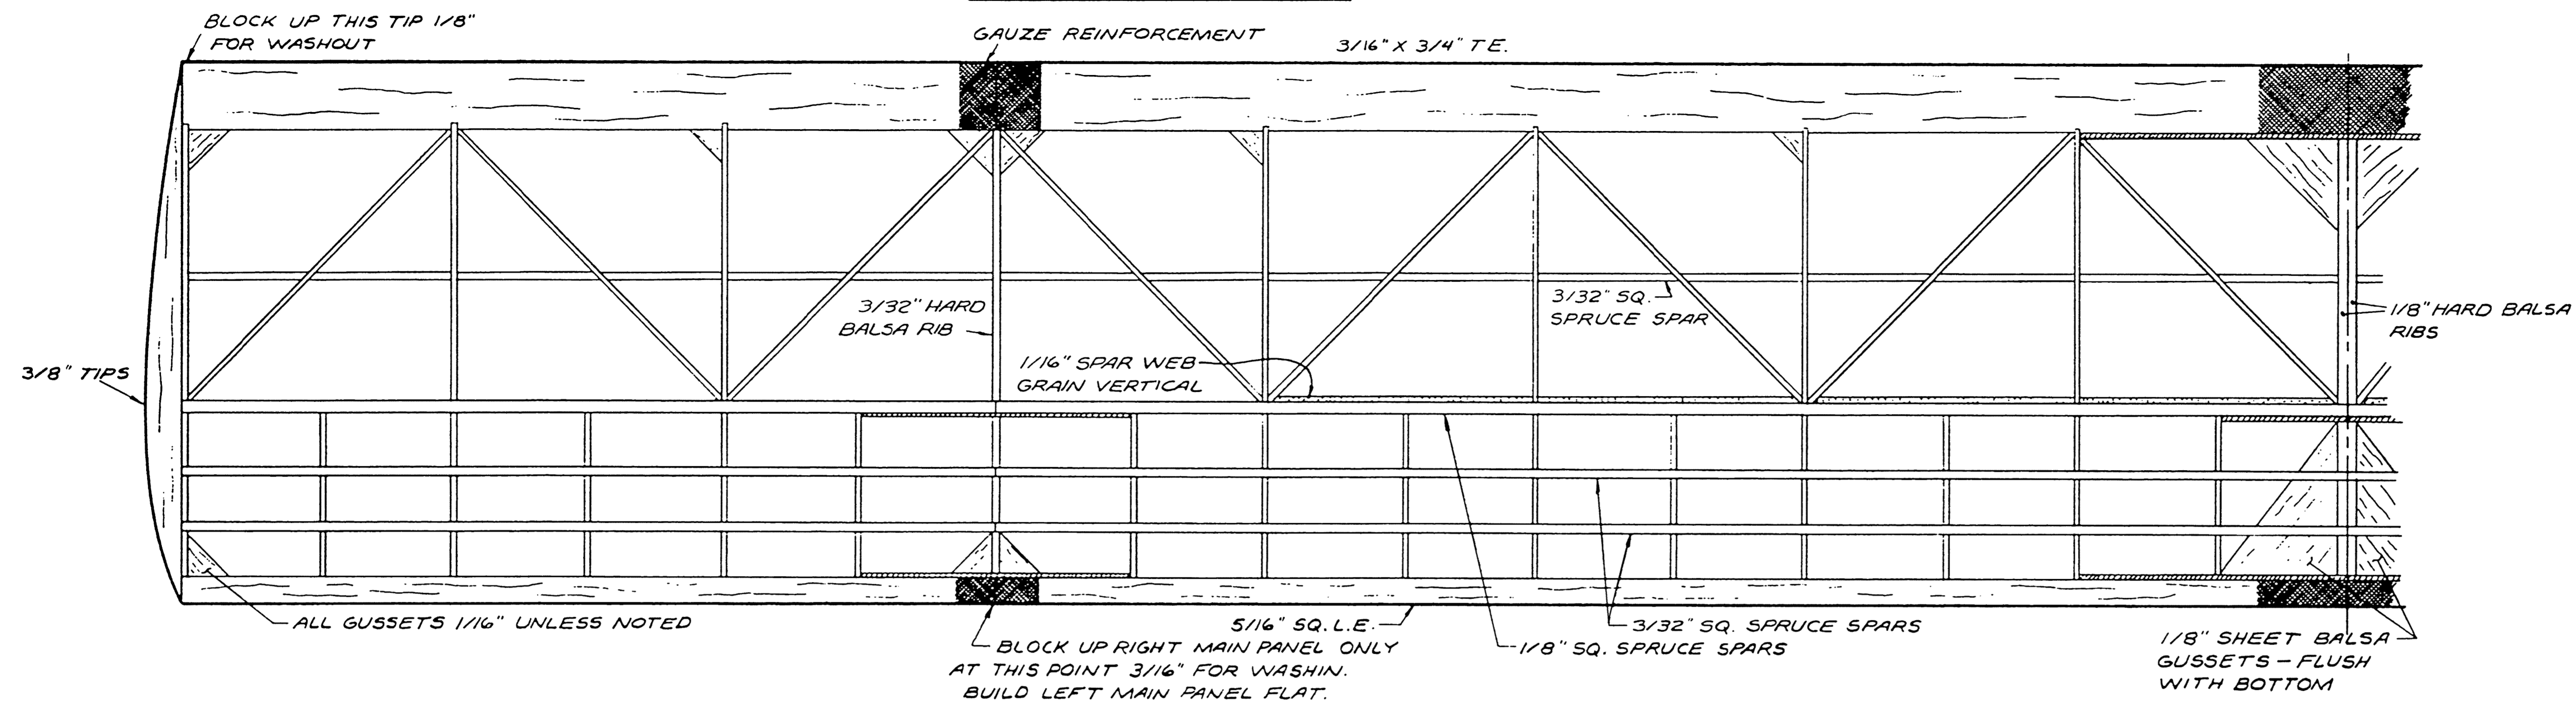 BLOCK UP THIS TIP 1/8"
FOR WASHOUT
GAUZE REINFORCEMENT
3/16" X 3/4" T.E.
3/32" HARD
BALSA RIB
3/32" SQ.
SPRUCE SPAR
1/8" HARD BALSA
RIBS
1/16" SPAR WEB
GRAIN VERTICAL
3/8" TIPS
ALL GUSSETS 1/16" UNLESS NOTED
5/16" SQ. L.E.
3/32" SQ. SPRUCE SPARS
1/8" SQ. SPRUCE SPARS
BLOCK UP RIGHT MAIN PANEL ONLY
AT THIS POINT 3/16" FOR WASHIN.
BUILD LEFT MAIN PANEL FLAT.
1/8" SHEET BALSA
GUSSETS – FLUSH
WITH BOTTOM